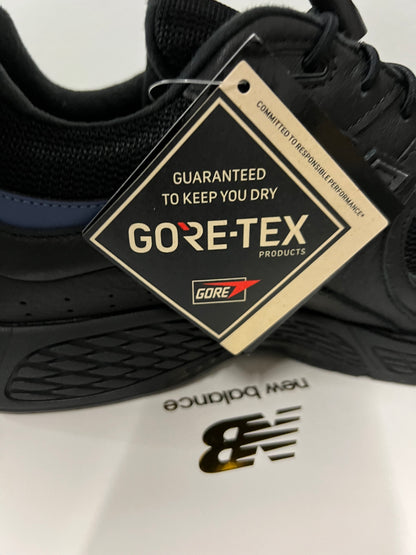 COMMITTED TO RESPONSIBLE PERFORMANCE
GUARANTEED
TO KEEP YOU DRY
GORE-TEX
PRODUCTS
GORE
new balance
NB